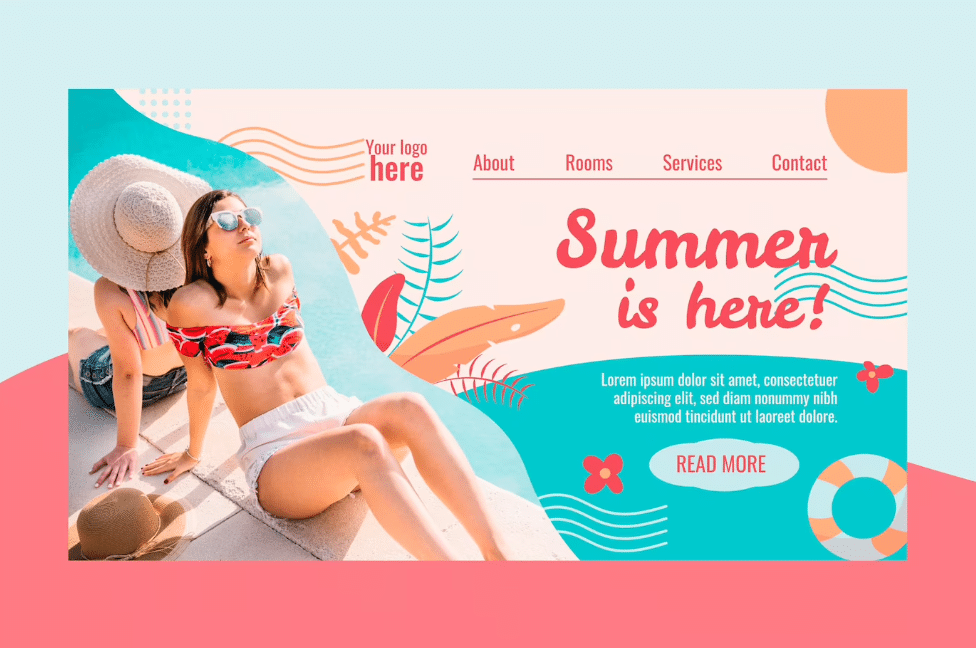 Your logo
here
About Rooms Services Contact
Summer
is here!
Lorem ipsum dolor sit amet, consectetuer
adipiscing elit, sed diam nonummy nibh
euismod tincidunt ut laoreet dolore.
READ MORE